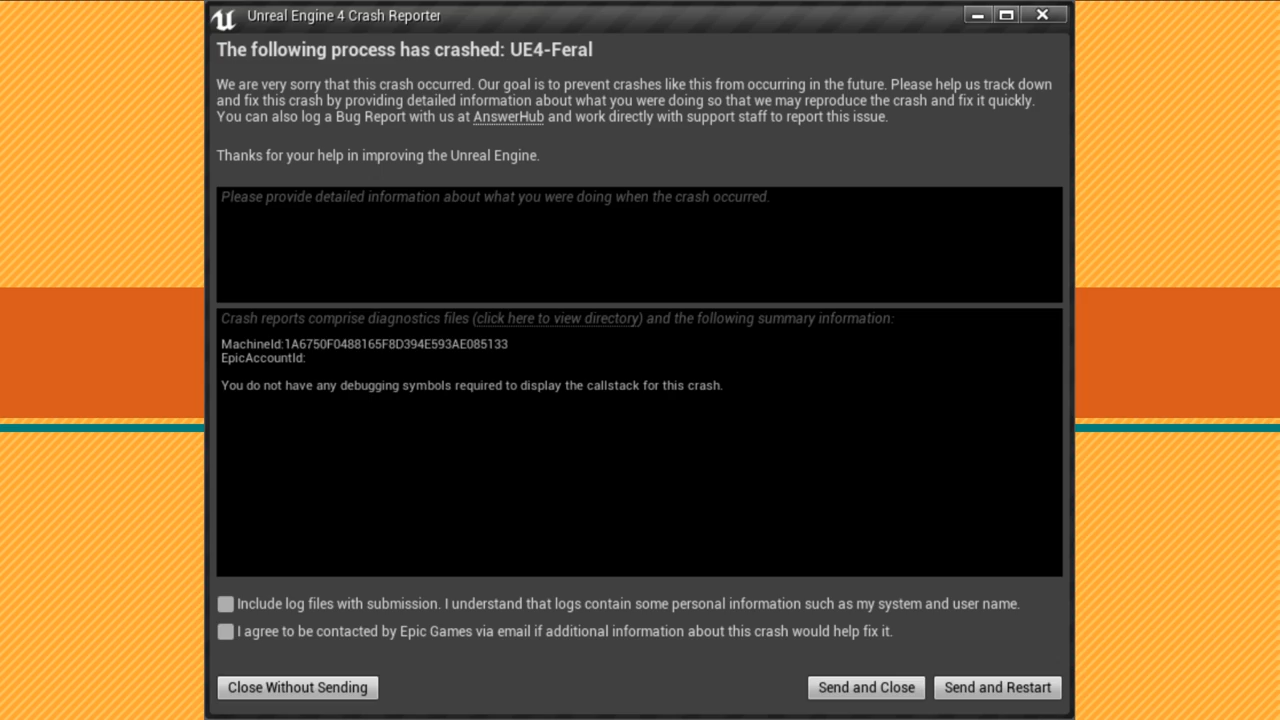 Unreal Engine 4 Crash Reporter
The following process has crashed: UE4-Feral
We are very sorry that this crash occurred. Our goal is to prevent crashes like this from occurring in the future. Please help us track down
and fix this crash by providing detailed information about what you were doing so that we may reproduce the crash and fix it quickly.
You can also log a Bug Report with us at AnswerHub and work directly with support staff to report this issue.
Thanks for your help in improving the Unreal Engine.
Please provide detailed information about what you were doing when the crash occurred.
Crash reports comprise diagnostics files (click here to view directory) and the following summary information:
MachineId:1A6750F0488165F8D394E593AE085133
EpicAccountId:
You do not have any debugging symbols required to display the callstack for this crash.
Include log files with submission. I understand that logs contain some personal information such as my system and user name.
I agree to be contacted by Epic Games via email if additional information about this crash would help fix it.
Close Without Sending
Send and Close
Send and Restart